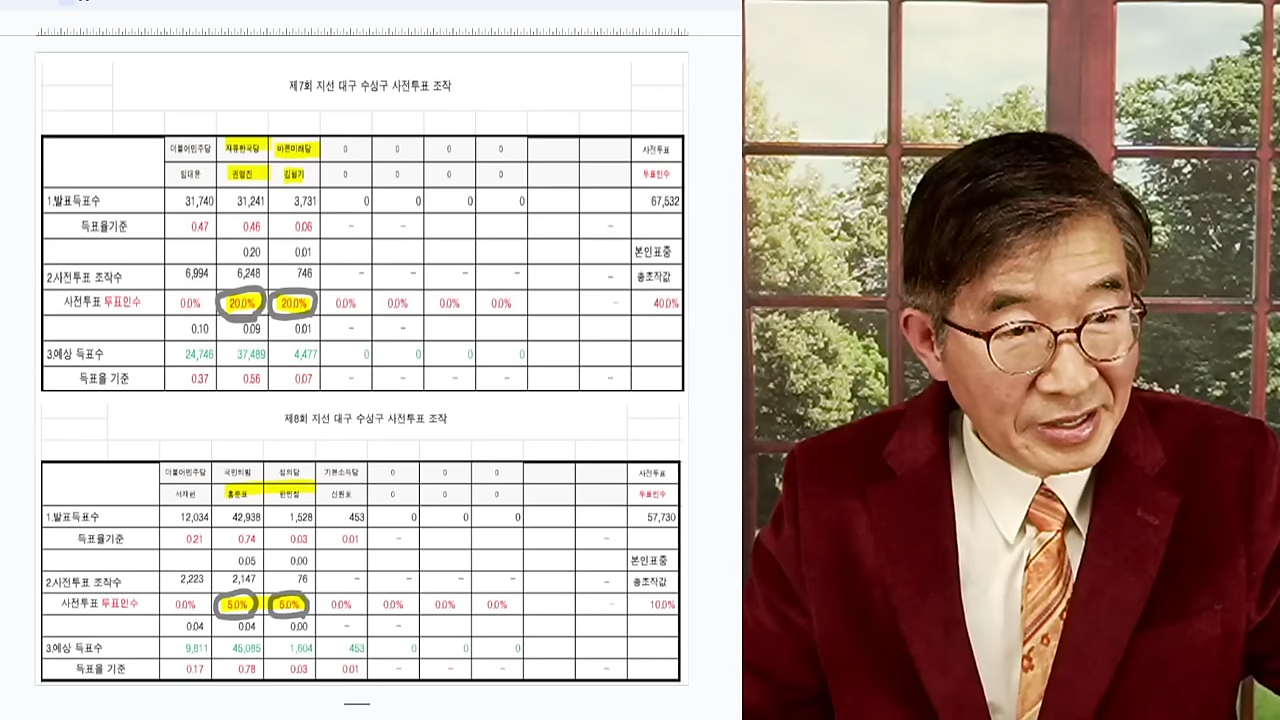 제7회 지선 대구 수성구 사전투표 조작
더불어민주당 자유한국당 바른미래당 0 0 0 0 사전투표
임대윤 권영진 김형기 0 0 0 0 투표인수
1.발표득표수 31,740 31,241 3,731 0 0 0 0 67,532
득표율기준 0.47 0.46 0.06 - - -
0.20 0.01 본인표중
2.사전투표 조작수 6,994 6,248 746 - - - - - 총조작값
사전투표 투표인수 0.0% 20.0% 20.0% 0.0% 0.0% 0.0% 0.0% - 40.0%
0.10 0.09 0.01 - -
3.예상 득표수 24,746 37,489 4,477 0 0 0 0
득표율 기준 0.37 0.56 0.07 - - - - -
제8회 지선 대구 수성구 사전투표 조작
더불어민주당 국민의힘 정의당 기본소득당 0 0 0 사전투표
서재헌 홍준표 한민정 신원호 0 0 0 투표인수
1.발표득표수 12,034 42,938 1,528 453 0 0 0 57,730
득표율기준 0.21 0.74 0.03 0.01 - -
0.05 0.00 본인표중
2.사전투표 조작수 2,223 2,147 76 - - - - - 총조작값
사전투표 투표인수 0.0% 5.0% 5.0% 0.0% 0.0% 0.0% 0.0% - 10.0%
0.04 0.04 0.00 - -
3.예상 득표수 9,811 45,085 1,604 453 0 0 0
득표율 기준 0.17 0.78 0.03 0.01 - - - -